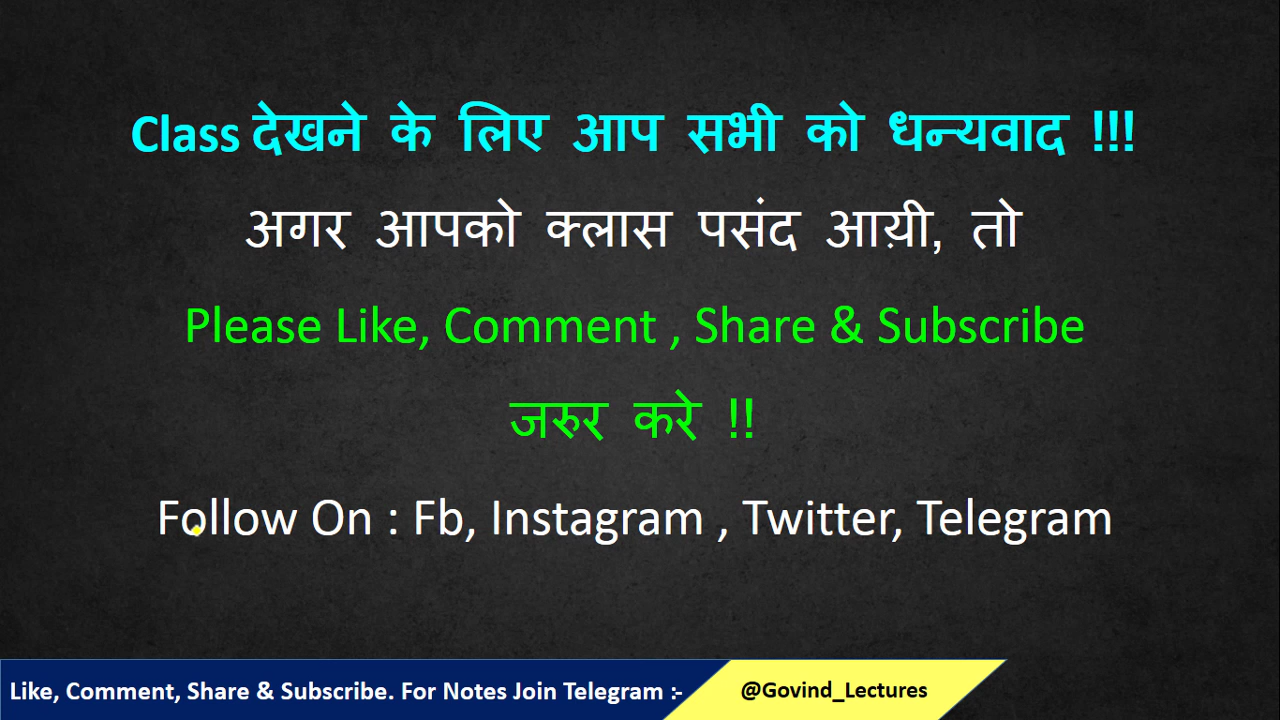 Class देखने के लिए आप सभी को धन्यवाद !!!
अगर आपको क्लास पसंद आय़ी, तो
Please Like, Comment , Share & Subscribe
जरुर करे !!
Follow On : Fb, Instagram , Twitter, Telegram
Like, Comment, Share & Subscribe. For Notes Join Telegram :- @Govind_Lectures